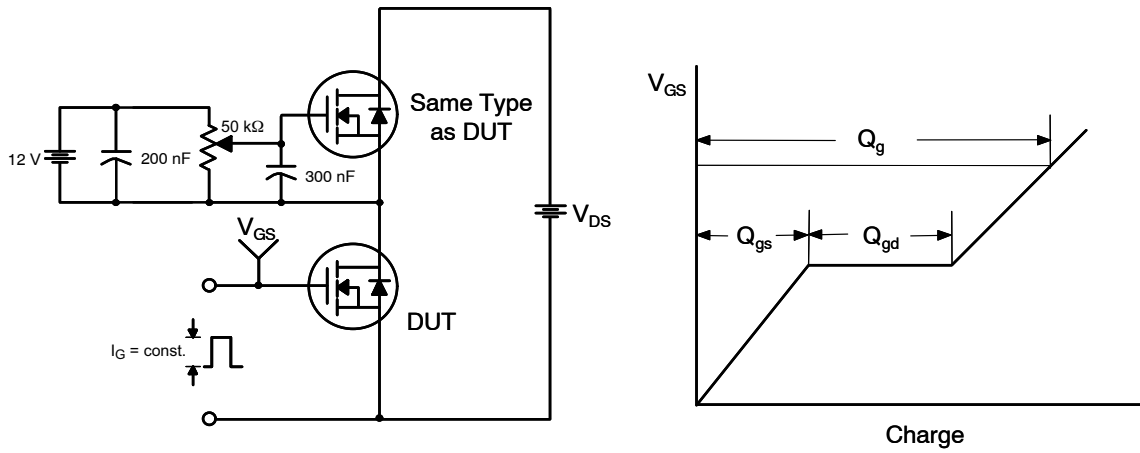 12 V
200 nF
50 kΩ
300 nF
Same Type
as DUT
V_DS
V_GS
DUT
I_G = const.
V_GS
Q_g
Q_gs
Q_gd
Charge